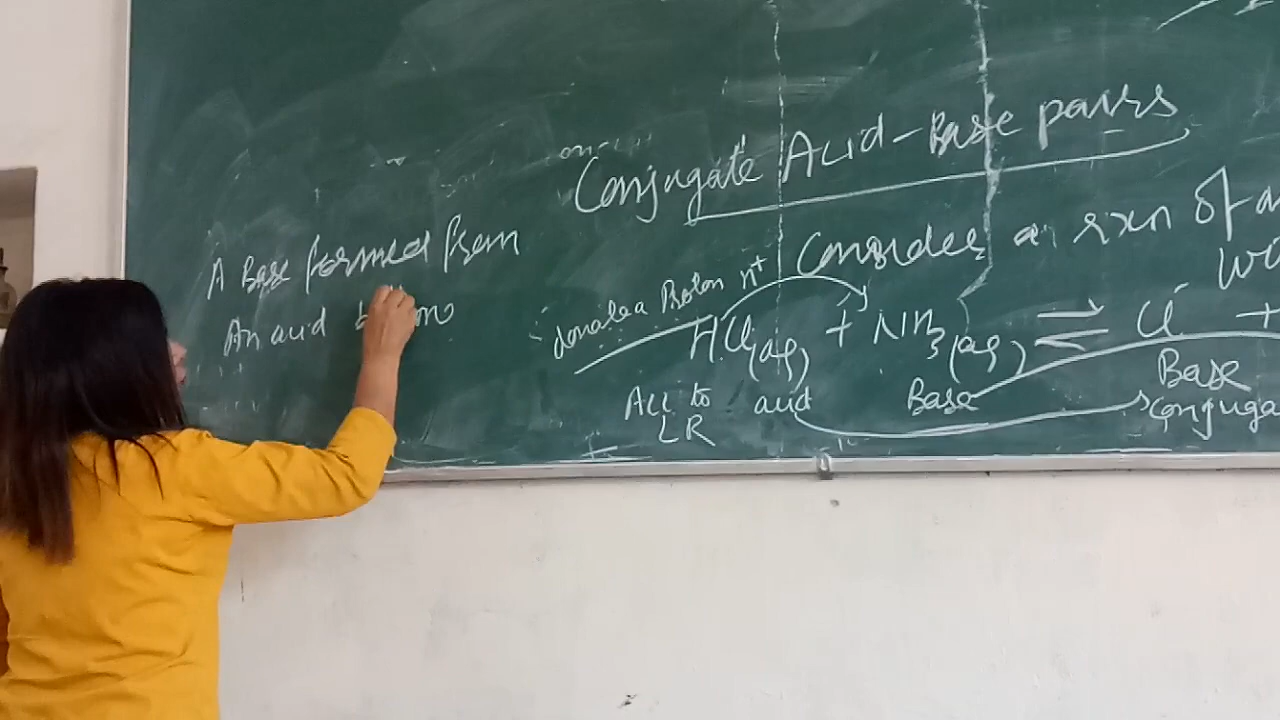 Conjugate Acid-Base pairs
Consider a rxn of
A Base formed from
An acid
donate a Proton H+
HCl(aq) + NH3(aq) ⇌ Cl- +
Acc to acid Base Base
LR Conjuga